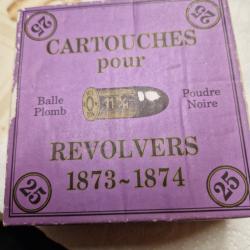 25
25
CARTOUCHES
pour
Balle
Plomb
Poudre
Noire
REVOLVERS
1873~1874
25
25